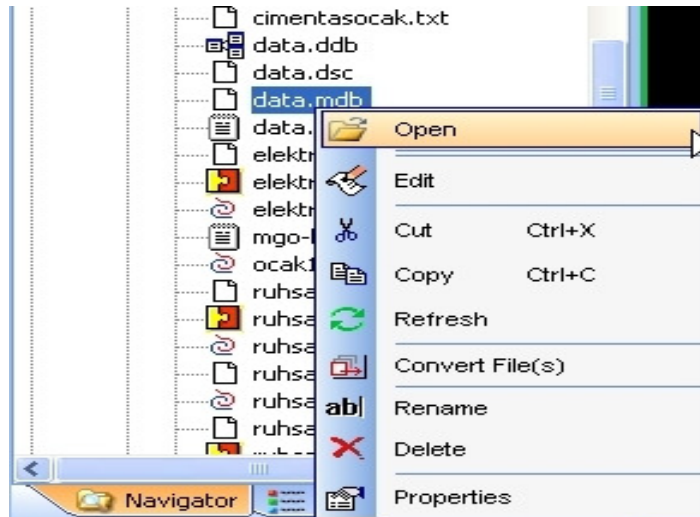 cimentasocak.txt
data.ddb
data.dsc
data.mdb
data.
Open
elektr
elektr
Edit
elektr
mgo-
Cut Ctrl+X
ocak1
Copy Ctrl+C
ruhsa
ruhsa
Refresh
ruhsa
ruhsa
Convert File(s)
ruhsa
ab Rename
ruhsa
Delete
Navigator
Properties